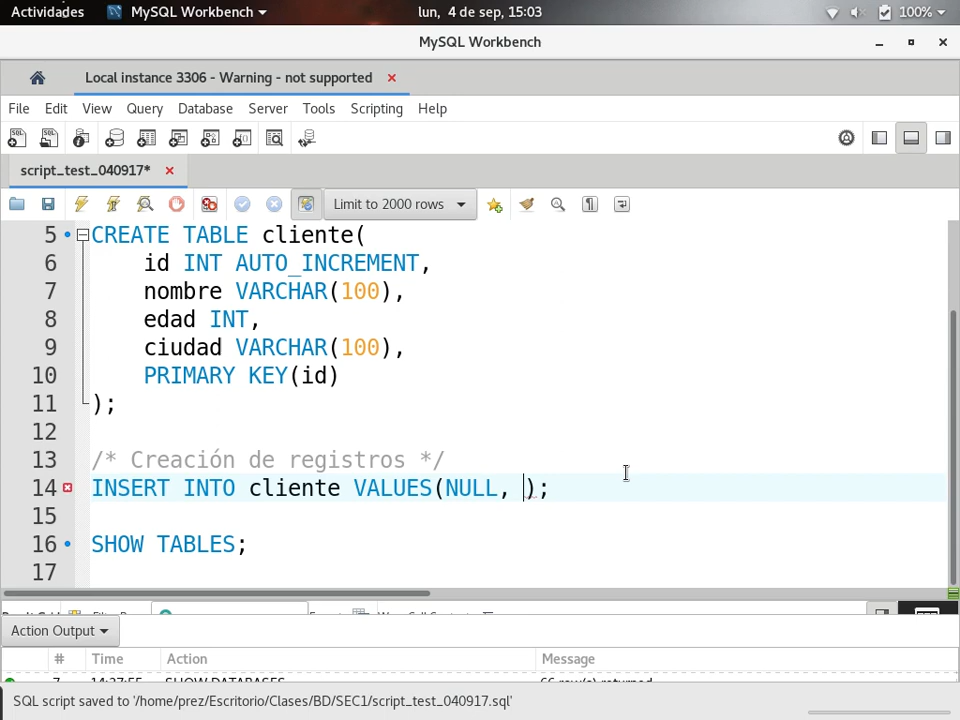 Actividades MySQL Workbench lun, 4 de sep, 15:03 100%
MySQL Workbench
Local instance 3306 - Warning - not supported
File Edit View Query Database Server Tools Scripting Help
script_test_040917*
Limit to 2000 rows
5 CREATE TABLE cliente(
6 id INT AUTO_INCREMENT,
7 nombre VARCHAR(100),
8 edad INT,
9 ciudad VARCHAR(100),
10 PRIMARY KEY(id)
11 );
12
13 /* Creación de registros */
14 INSERT INTO cliente VALUES(NULL, );
15
16 SHOW TABLES;
17
Action Output
# Time Action Message
SQL script saved to '/home/prez/Escritorio/Clases/BD/SEC1/script_test_040917.sql'